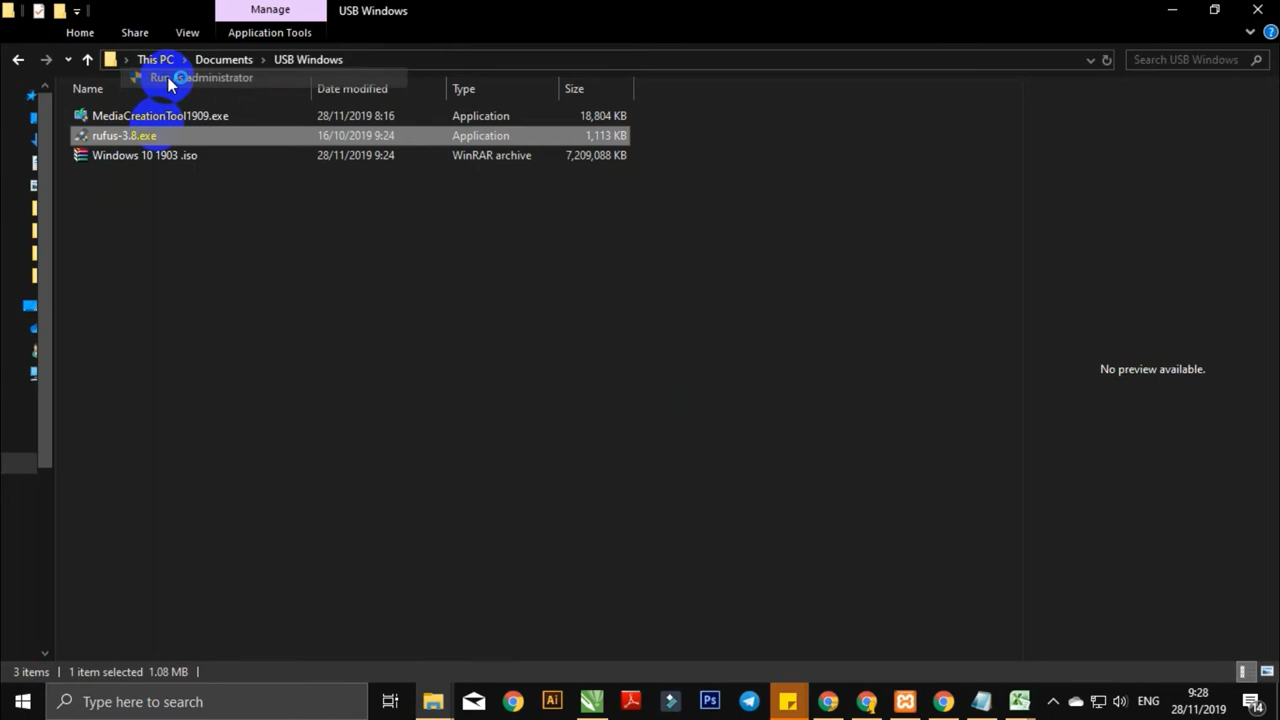 Manage
USB Windows
Home
Share
View
Application Tools
This PC > Documents > USB Windows
Search USB Windows
Run administrator
Name
Date modified
Type
Size
MediaCreationTool1909.exe 28/11/2019 8:16 Application 18,804 KB
rufus-3.8.exe 16/10/2019 9:24 Application 1,113 KB
Windows 10 1903 .iso 28/11/2019 9:24 WinRAR archive 7,209,088 KB
No preview available.
3 items 1 item selected 1.08 MB
Type here to search
Ai
Ps
ENG
9:28
28/11/2019
14